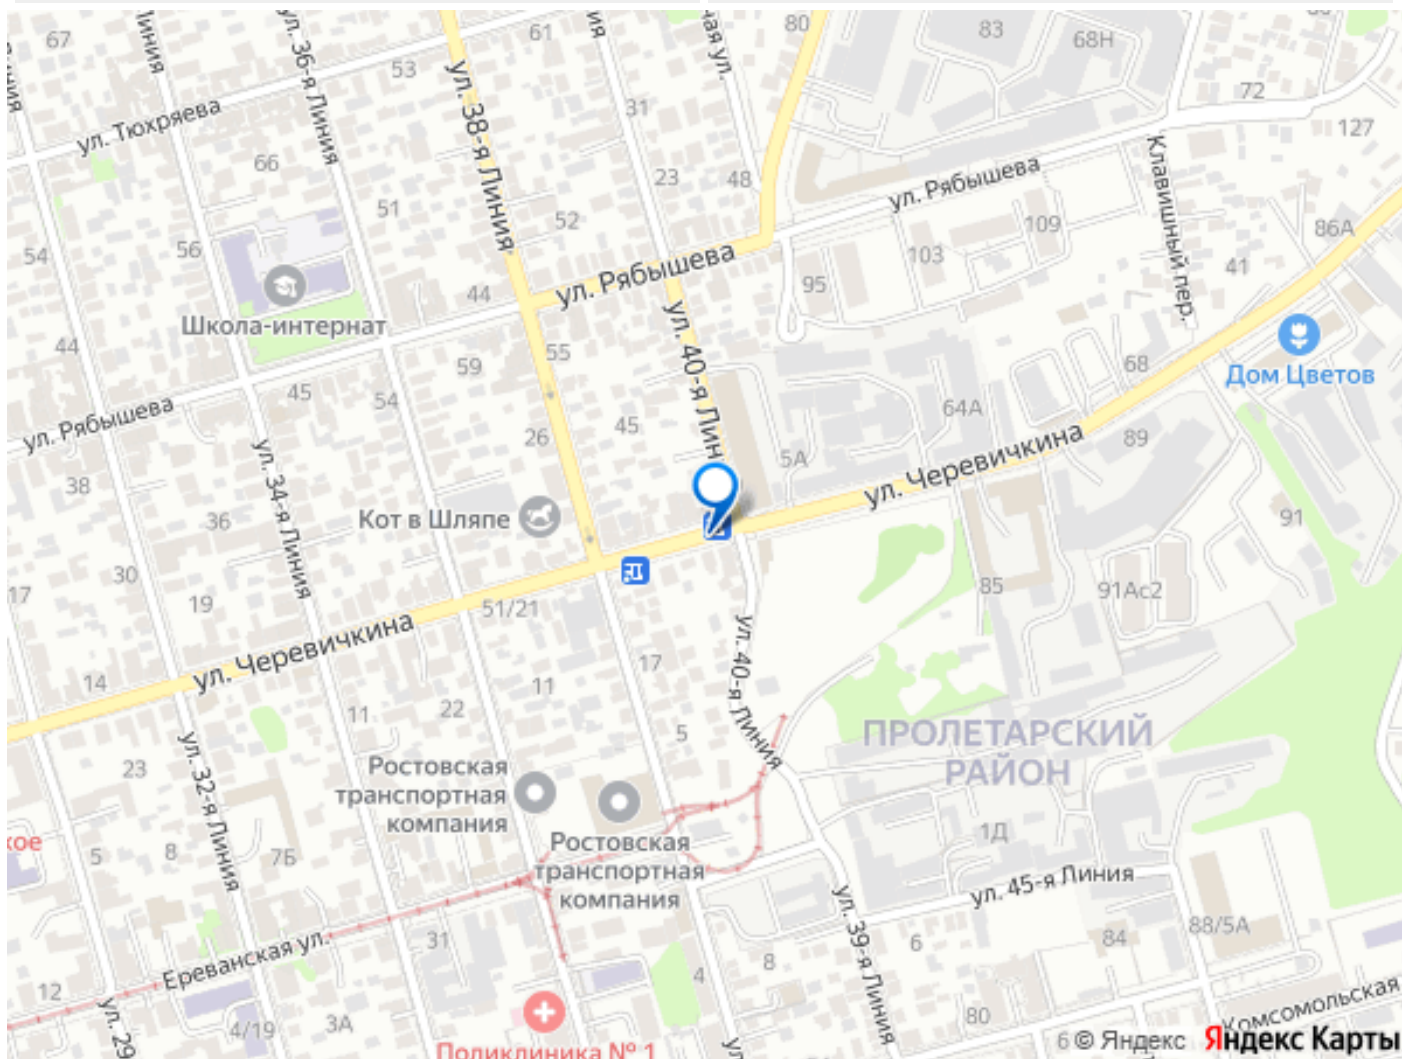 67
Линия
ул. 36-я Линия
61
ул. 38-я Линия
80
83
68Н
53
72
127
ул. Тюхряева
31
ул. Рябышева
Клавишный пер.
66
23
48
51
52
109
86А
54
56
103
41
ул. Рябышева
44
95
Школа-интернат
ул. 40-я Лин
44
55
59
68
Дом Цветов
45
54
64А
ул. Рябышева
45
26
89
5А
ул. Черевичкина
38
ул. 34-я Линия
36
Кот в Шляпе
91
30
17
19
51/21
85
91Ас2
ул. Черевичкина
17
ул. 40-я Линия
14
11
22
11
5
ПРОЛЕТАРСКИЙ
РАЙОН
ул. 32-я Линия
23
Ростовская
транспортная
компания
Ростовская
транспортная
компания
1Д
кое
5
8
7Б
ул. 45-я Линия
ул. 39-я Линия
Ереванская ул.
31
6
84
88/5А
12
4
8
ул. 29
4/19
3А
80
Комсомольская
Поликлиника № 1
ул.
6
© Яндекс Яндекс Карты